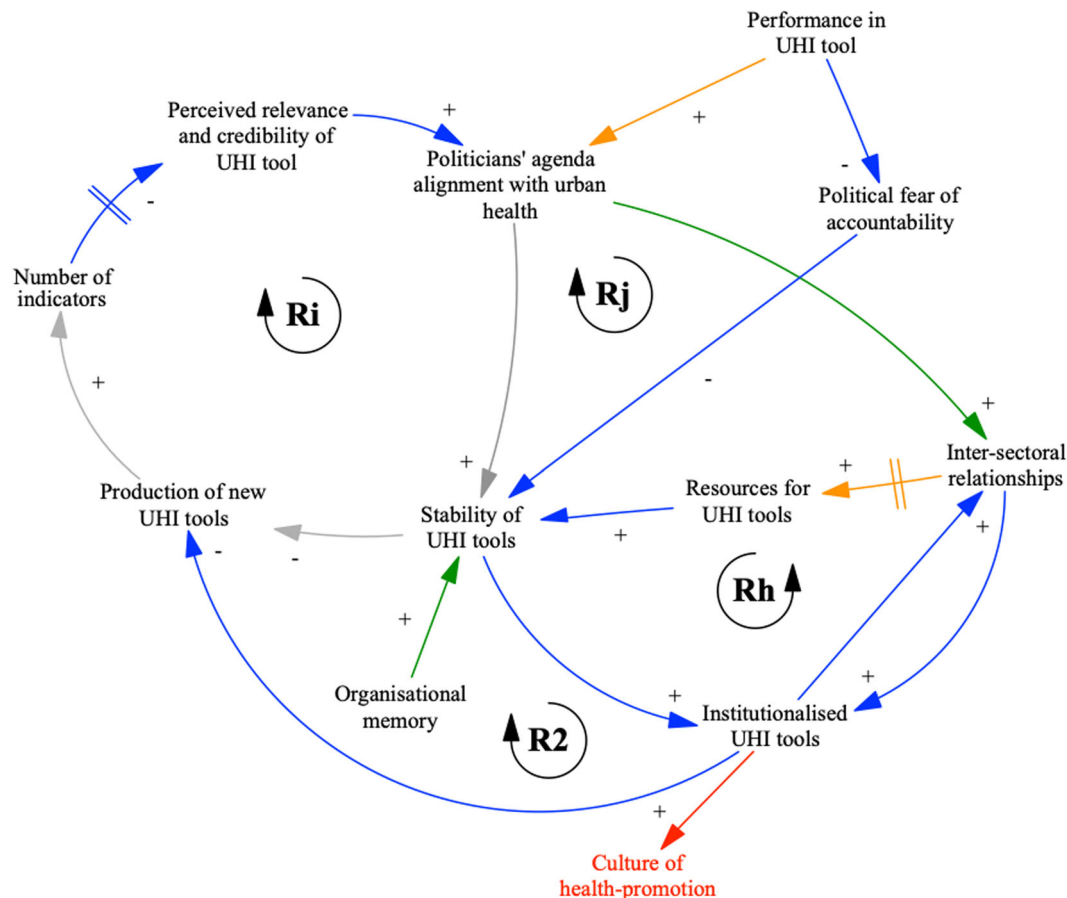 Performance in
UHI tool
Perceived relevance
and credibility of
UHI tool
+
+
Politicians' agenda
alignment with urban
health
-
Political fear of
accountability
-
Number of
indicators
Ri
Rj
+
-
+
Inter-sectoral
relationships
+
+
Resources for
UHI tools
Production of new
UHI tools
Stability of
UHI tools
+
+
-
-
Rh
+
Organisational
memory
+
+
Institutionalised
UHI tools
R2
+
Culture of
health-promotion